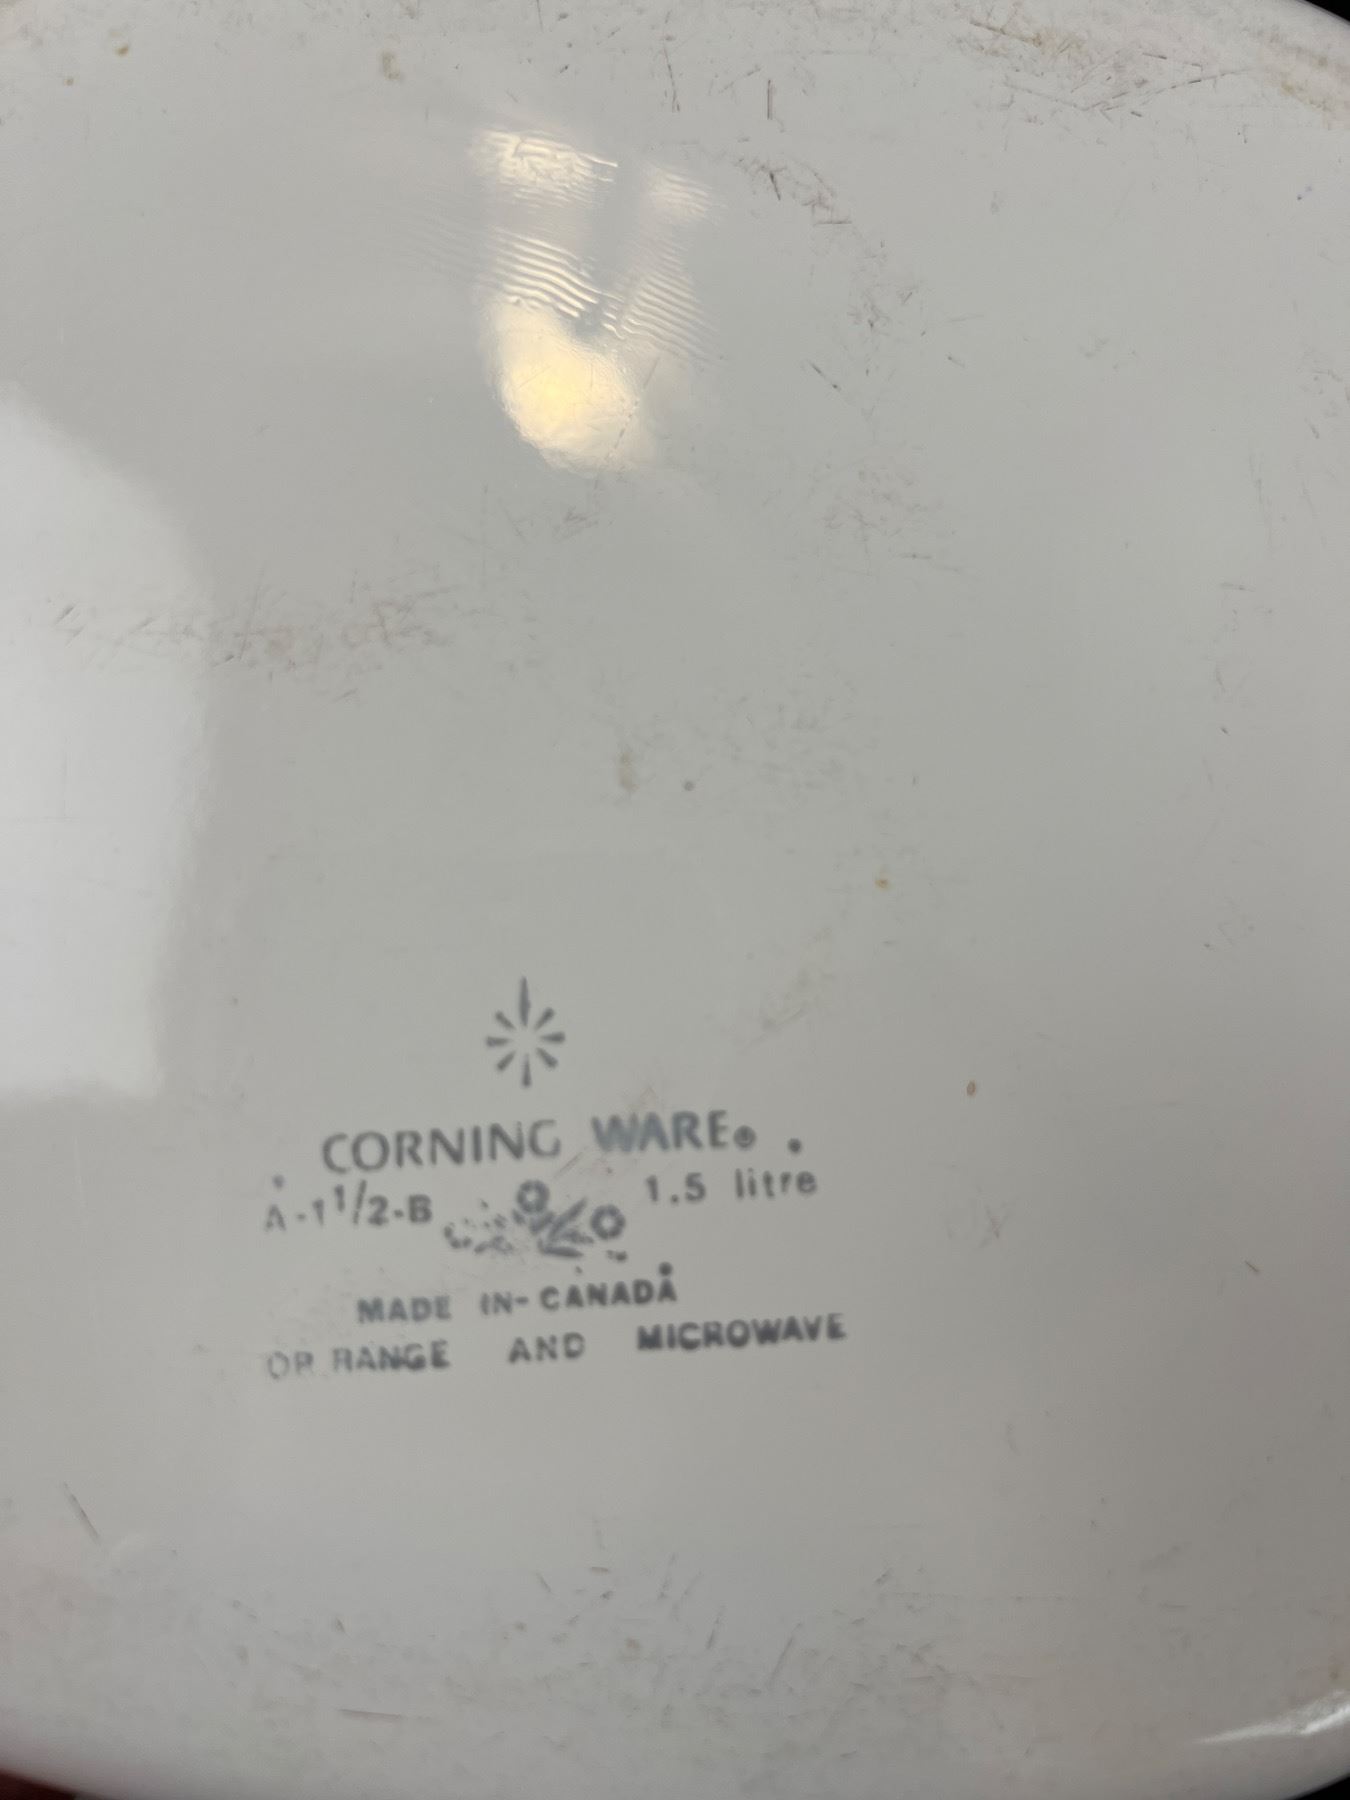 CORNING WARE®
A-1 1/2-B 1.5 litre
MADE IN CANADA
OR RANGE AND MICROWAVE